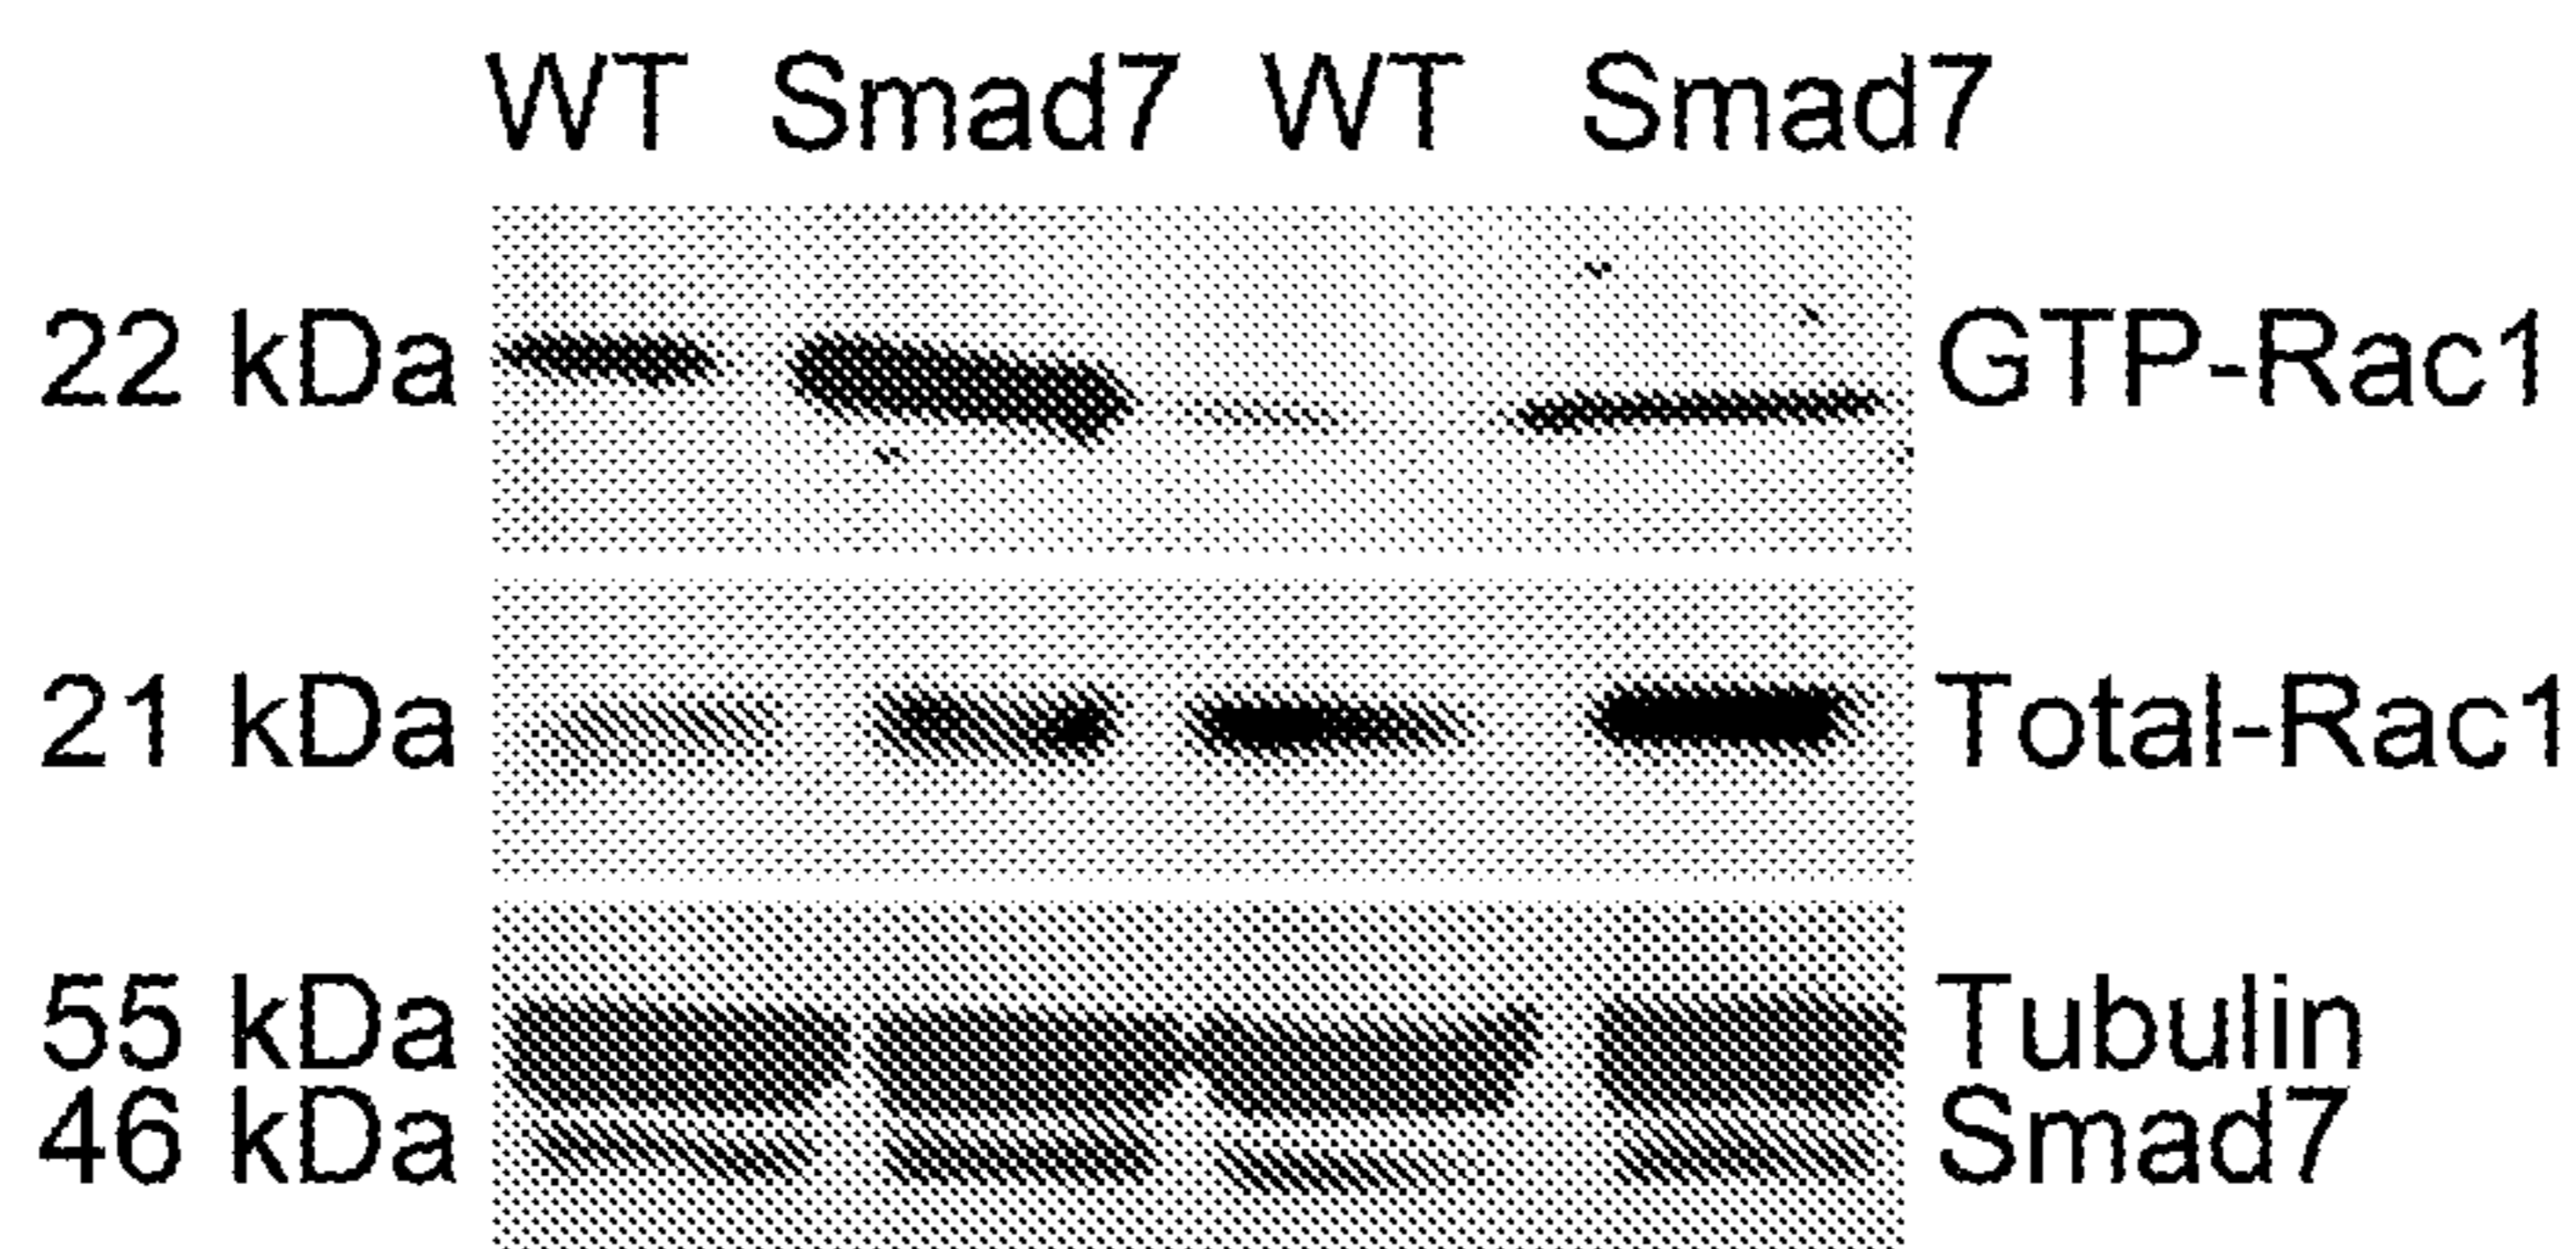 WT Smad7 WT Smad7
22 kDa GTP-Rac1
21 kDa Total-Rac1
55 kDa Tubulin
46 kDa Smad7